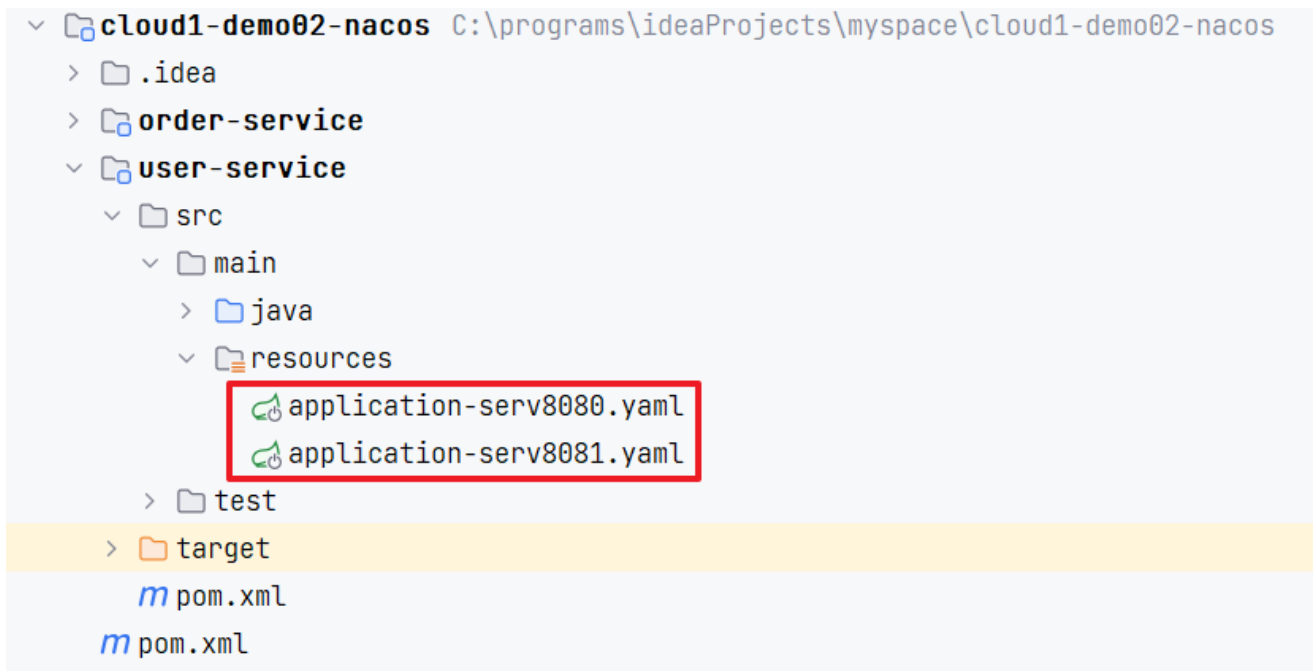 cloud1-demo02-nacos C:\programs\ideaProjects\myspace\cloud1-demo02-nacos
.idea
order-service
user-service
src
main
java
resources
application-serv8080.yaml
application-serv8081.yaml
test
target
m pom.xml
m pom.xml